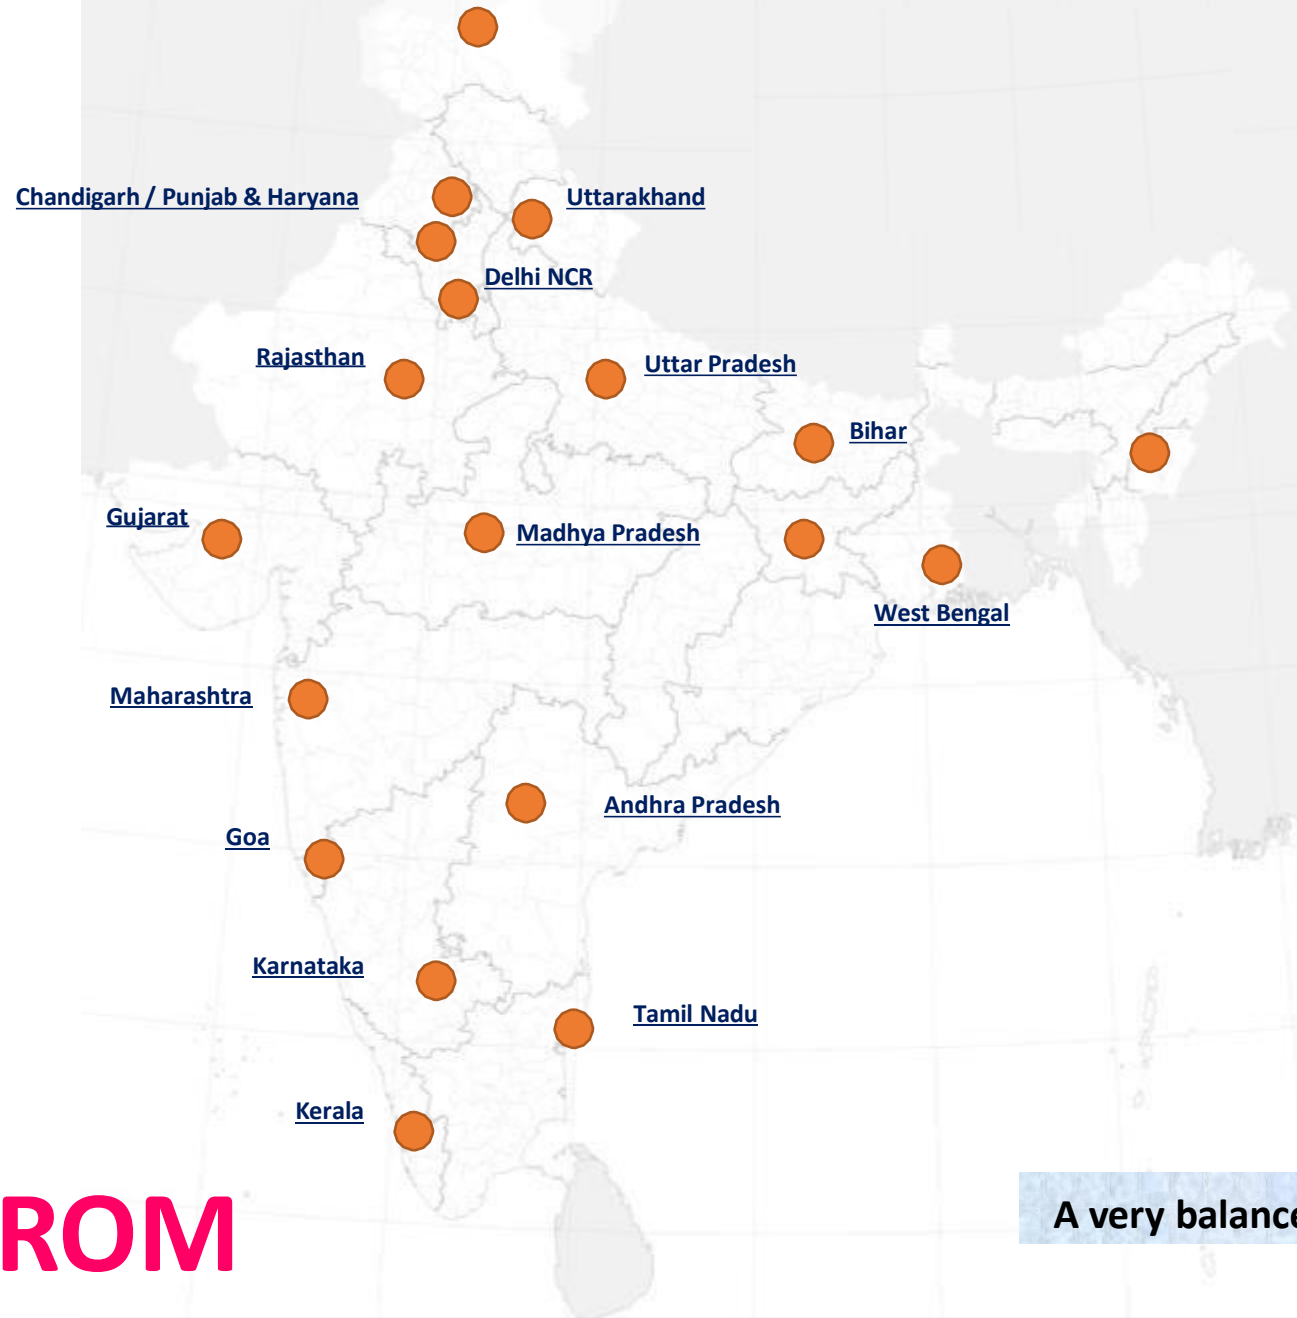 Chandigarh / Punjab & Haryana
Uttarakhand
Delhi NCR
Rajasthan
Uttar Pradesh
Bihar
Gujarat
Madhya Pradesh
West Bengal
Maharashtra
Andhra Pradesh
Goa
Karnataka
Tamil Nadu
Kerala
ROM
A very balance